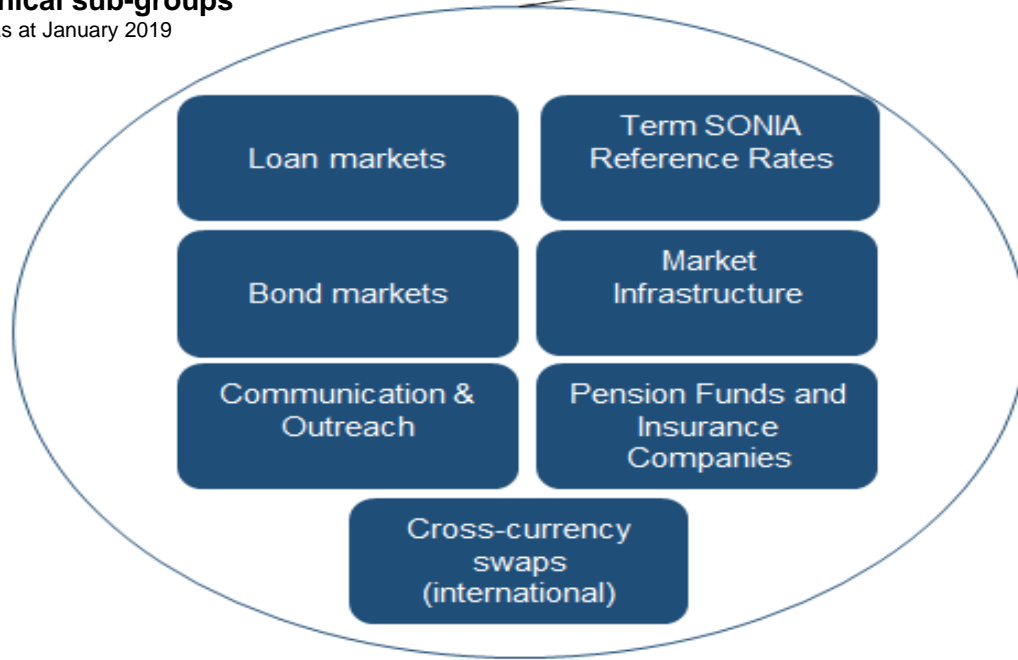 sub-groups
at January 2019
Loan markets
Term SONIA
Reference Rates
Bond markets
Market
Infrastructure
Communication &
Outreach
Pension Funds and
Insurance
Companies
Cross-currency
swaps
(international)